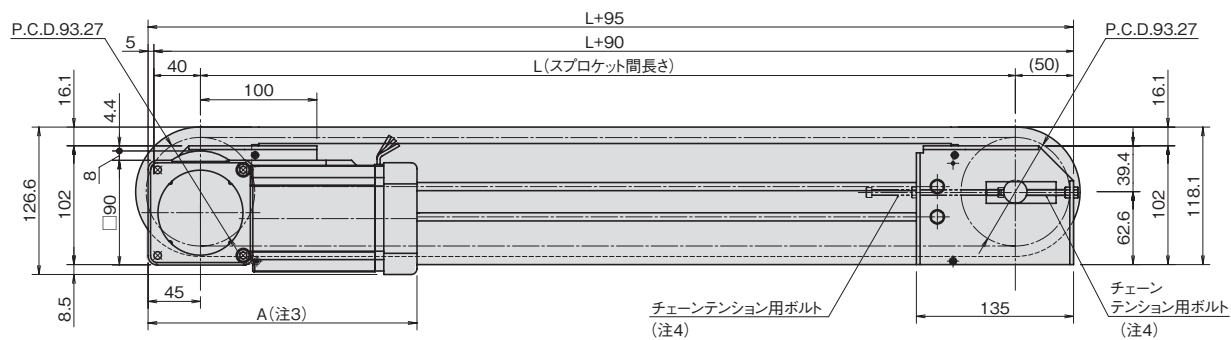 L+95
P.C.D.93.27
P.C.D.93.27
5
L+90
40
L(スプロケット間長さ)
(50)
16.1
100
16.1
4.4
8
126.6
102
□90
39.4
62.6
102
118.1
8.5
45
A(注3)
チェーンテンション用ボルト
(注4)
135
チェーン
テンション用ボルト
(注4)